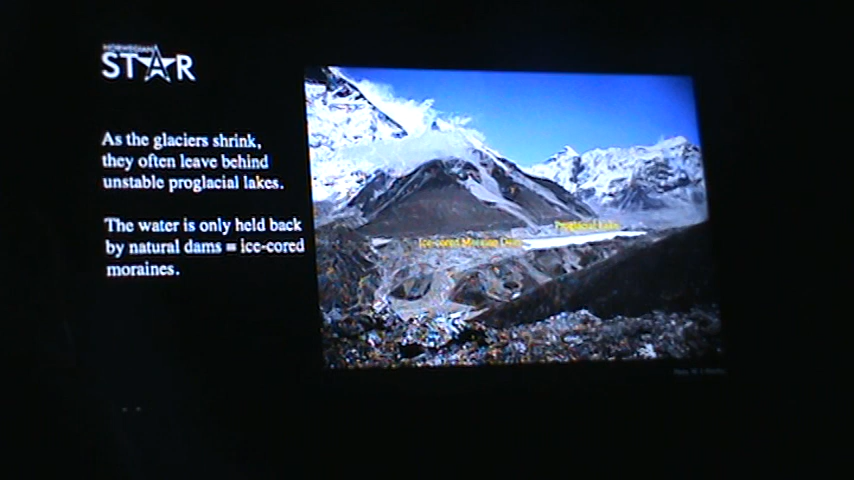 NORWEGIAN
STAR
As the glaciers shrink,
they often leave behind
unstable proglacial lakes.
The water is only held back
by natural dams = ice-cored
moraines.
Proglacial Lake
Ice-cored Moraine Dam